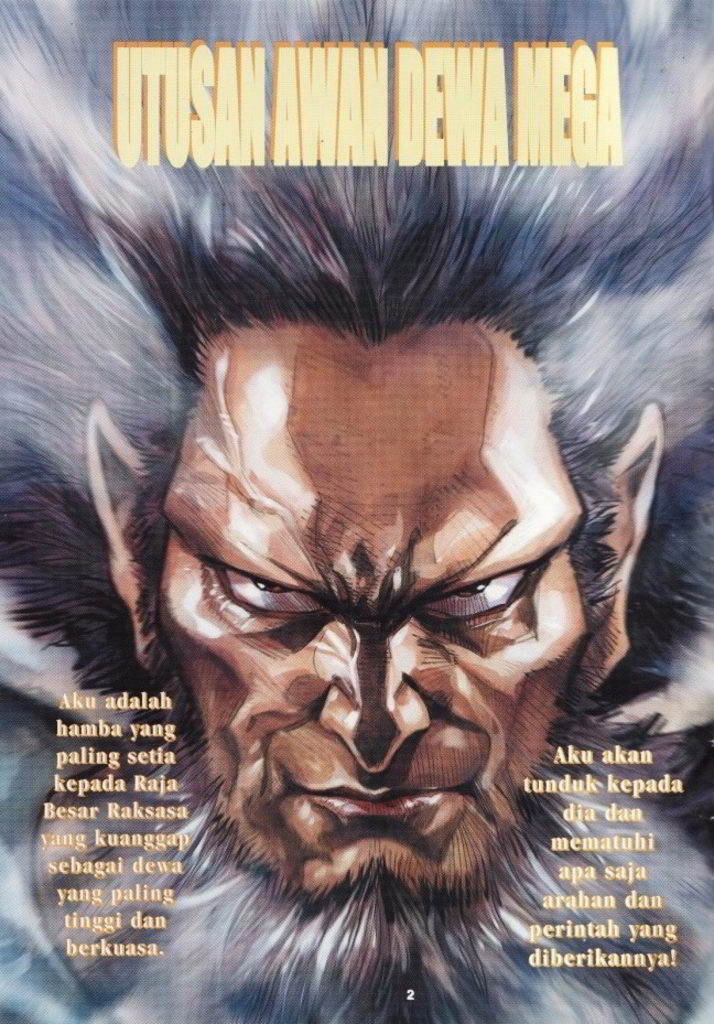 UTUSAN AWAN DEWA MEGA
Aku adalah
hamba yang
paling setia
kepada Raja
Besar Raksasa
yang kuanggap
sebagai dewa
yang paling
tinggi dan
berkuasa.
Aku akan
tunduk kepada
dia dan
mematuhi
apa saja
arahan dan
perintah yang
diberikannya!
2